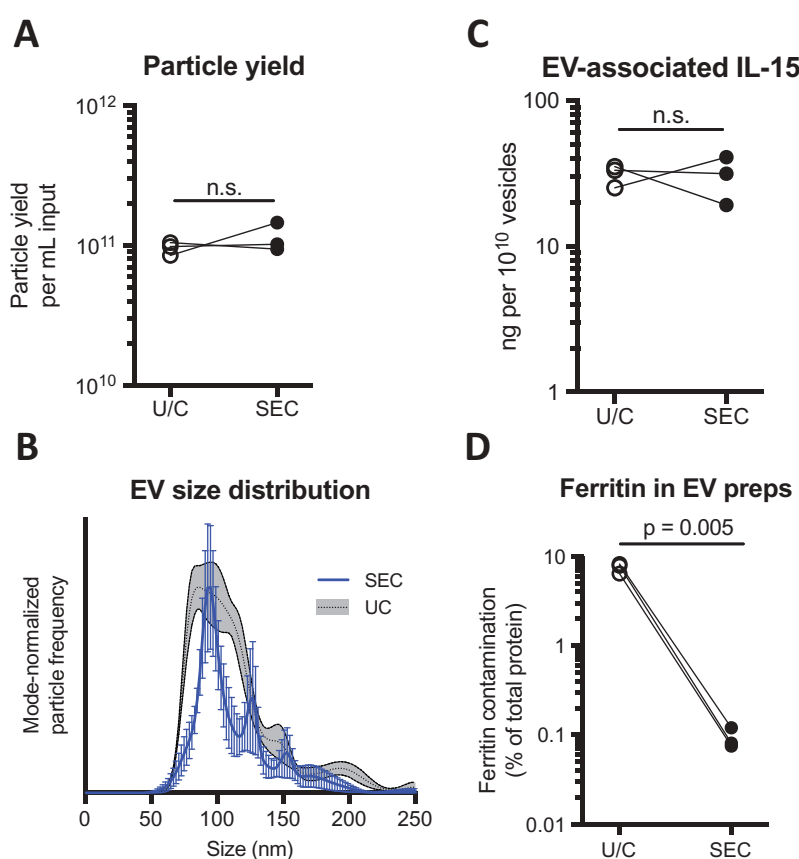 A
Particle yield
10¹²
10¹¹
10¹⁰
Particle yield
per mL input
n.s.
U/C
SEC
B
EV size distribution
Mode-normalized
particle frequency
SEC
UC
0
50
100
150
200
250
Size (nm)
C
EV-associated IL-15
100
10
1
ng per 10¹⁰ vesicles
n.s.
U/C
SEC
D
Ferritin in EV preps
p = 0.005
10
1
0.1
0.01
Ferritin contamination
(% of total protein)
U/C
SEC